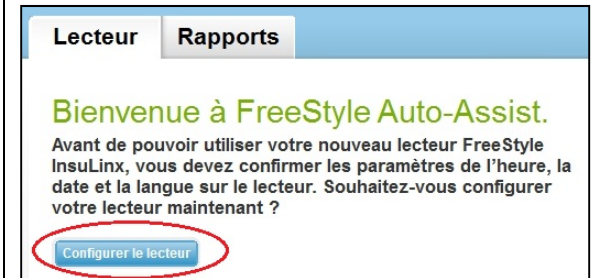 Lecteur Rapports
Bienvenue à FreeStyle Auto-Assist.
Avant de pouvoir utiliser votre nouveau lecteur FreeStyle
InsuLinx, vous devez confirmer les paramètres de l’heure, la
date et la langue sur le lecteur. Souhaitez-vous configurer
votre lecteur maintenant ?
Configurer le lecteur